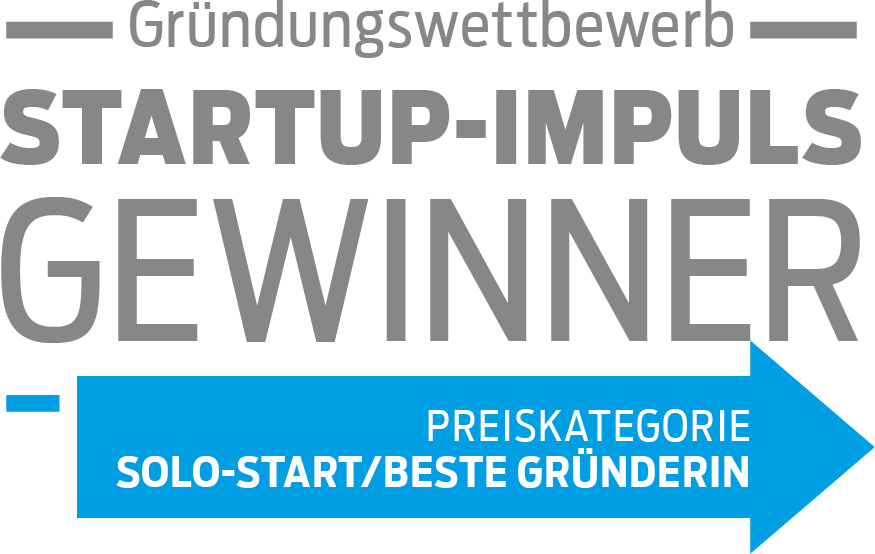 Gründungswettbewerb
STARTUP-IMPULS
GEWINNER
PREISKATEGORIE
SOLO-START/BESTE GRÜNDERIN